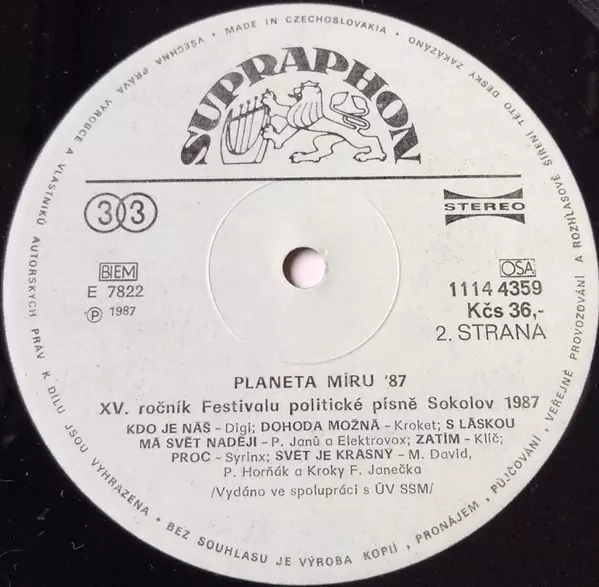 VŠECHNA PRÁVA VÝROBCE A VLASTNÍKŮ AUTORSKÝCH PRÁV K DÍLU JSOU VYHRAZENA • BEZ SOUHLASU JE VÝROBA KOPIÍ, PRONÁJEM, PŮJČOVÁNÍ, VEŘEJNÉ PROVOZOVÁNÍ A ROZHLASOVÉ ŠÍŘENÍ TÉTO DESKY ZAKÁZÁNO • MADE IN CZECHOSLOVAKIA •
SUPRAPHON
33
STEREO
BIEM
OSA
E 7822
1114 4359
Ⓟ 1987
Kčs 36,-
2. STRANA
PLANETA MÍRU '87
XV. ročník Festivalu politické písně Sokolov 1987
KDO JE NÁŠ - Digi; DOHODA MOŽNÁ - Kroket; S LÁSKOU
MÁ SVĚT NADĚJI - P. Janů a Elektrovox; ZATÍM - Klíč;
PROČ - Syrinx; SVĚT JE KRÁSNÝ - M. David,
P. Horňák a Kroky F. Janečka
/Vydáno ve spolupráci s ÚV SSM/